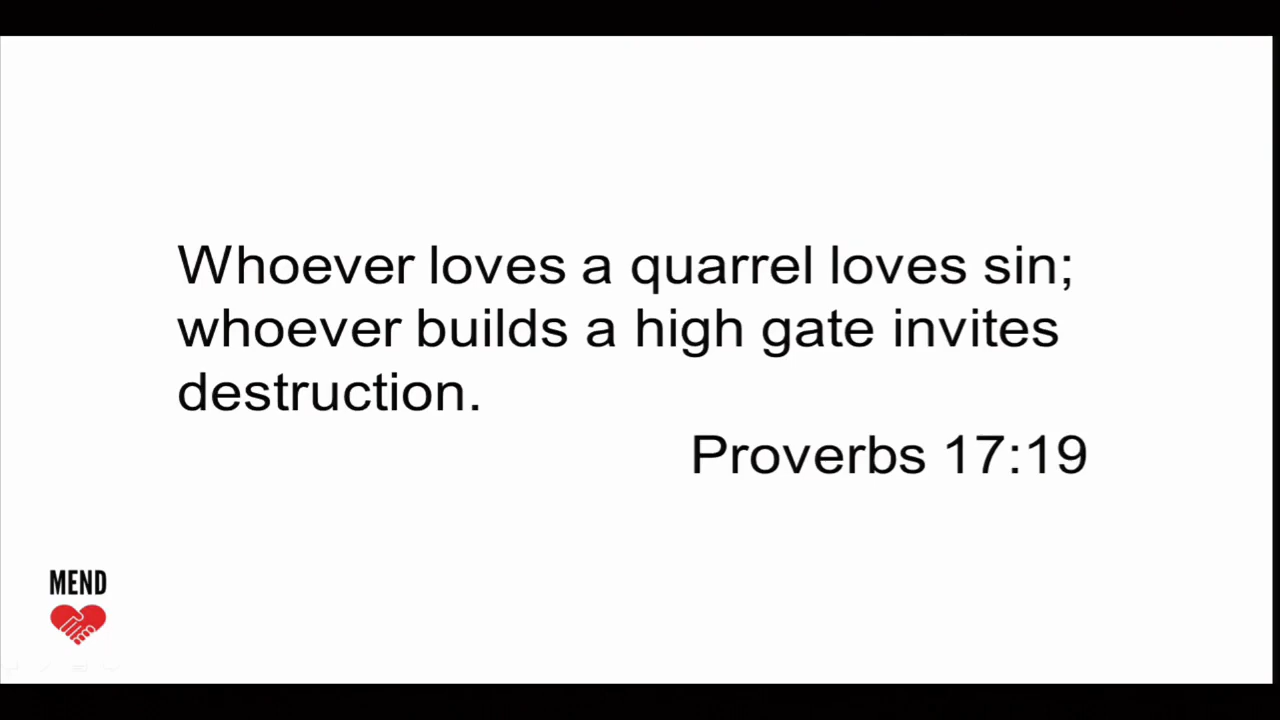 Whoever loves a quarrel loves sin;
whoever builds a high gate invites
destruction.
Proverbs 17:19
MEND